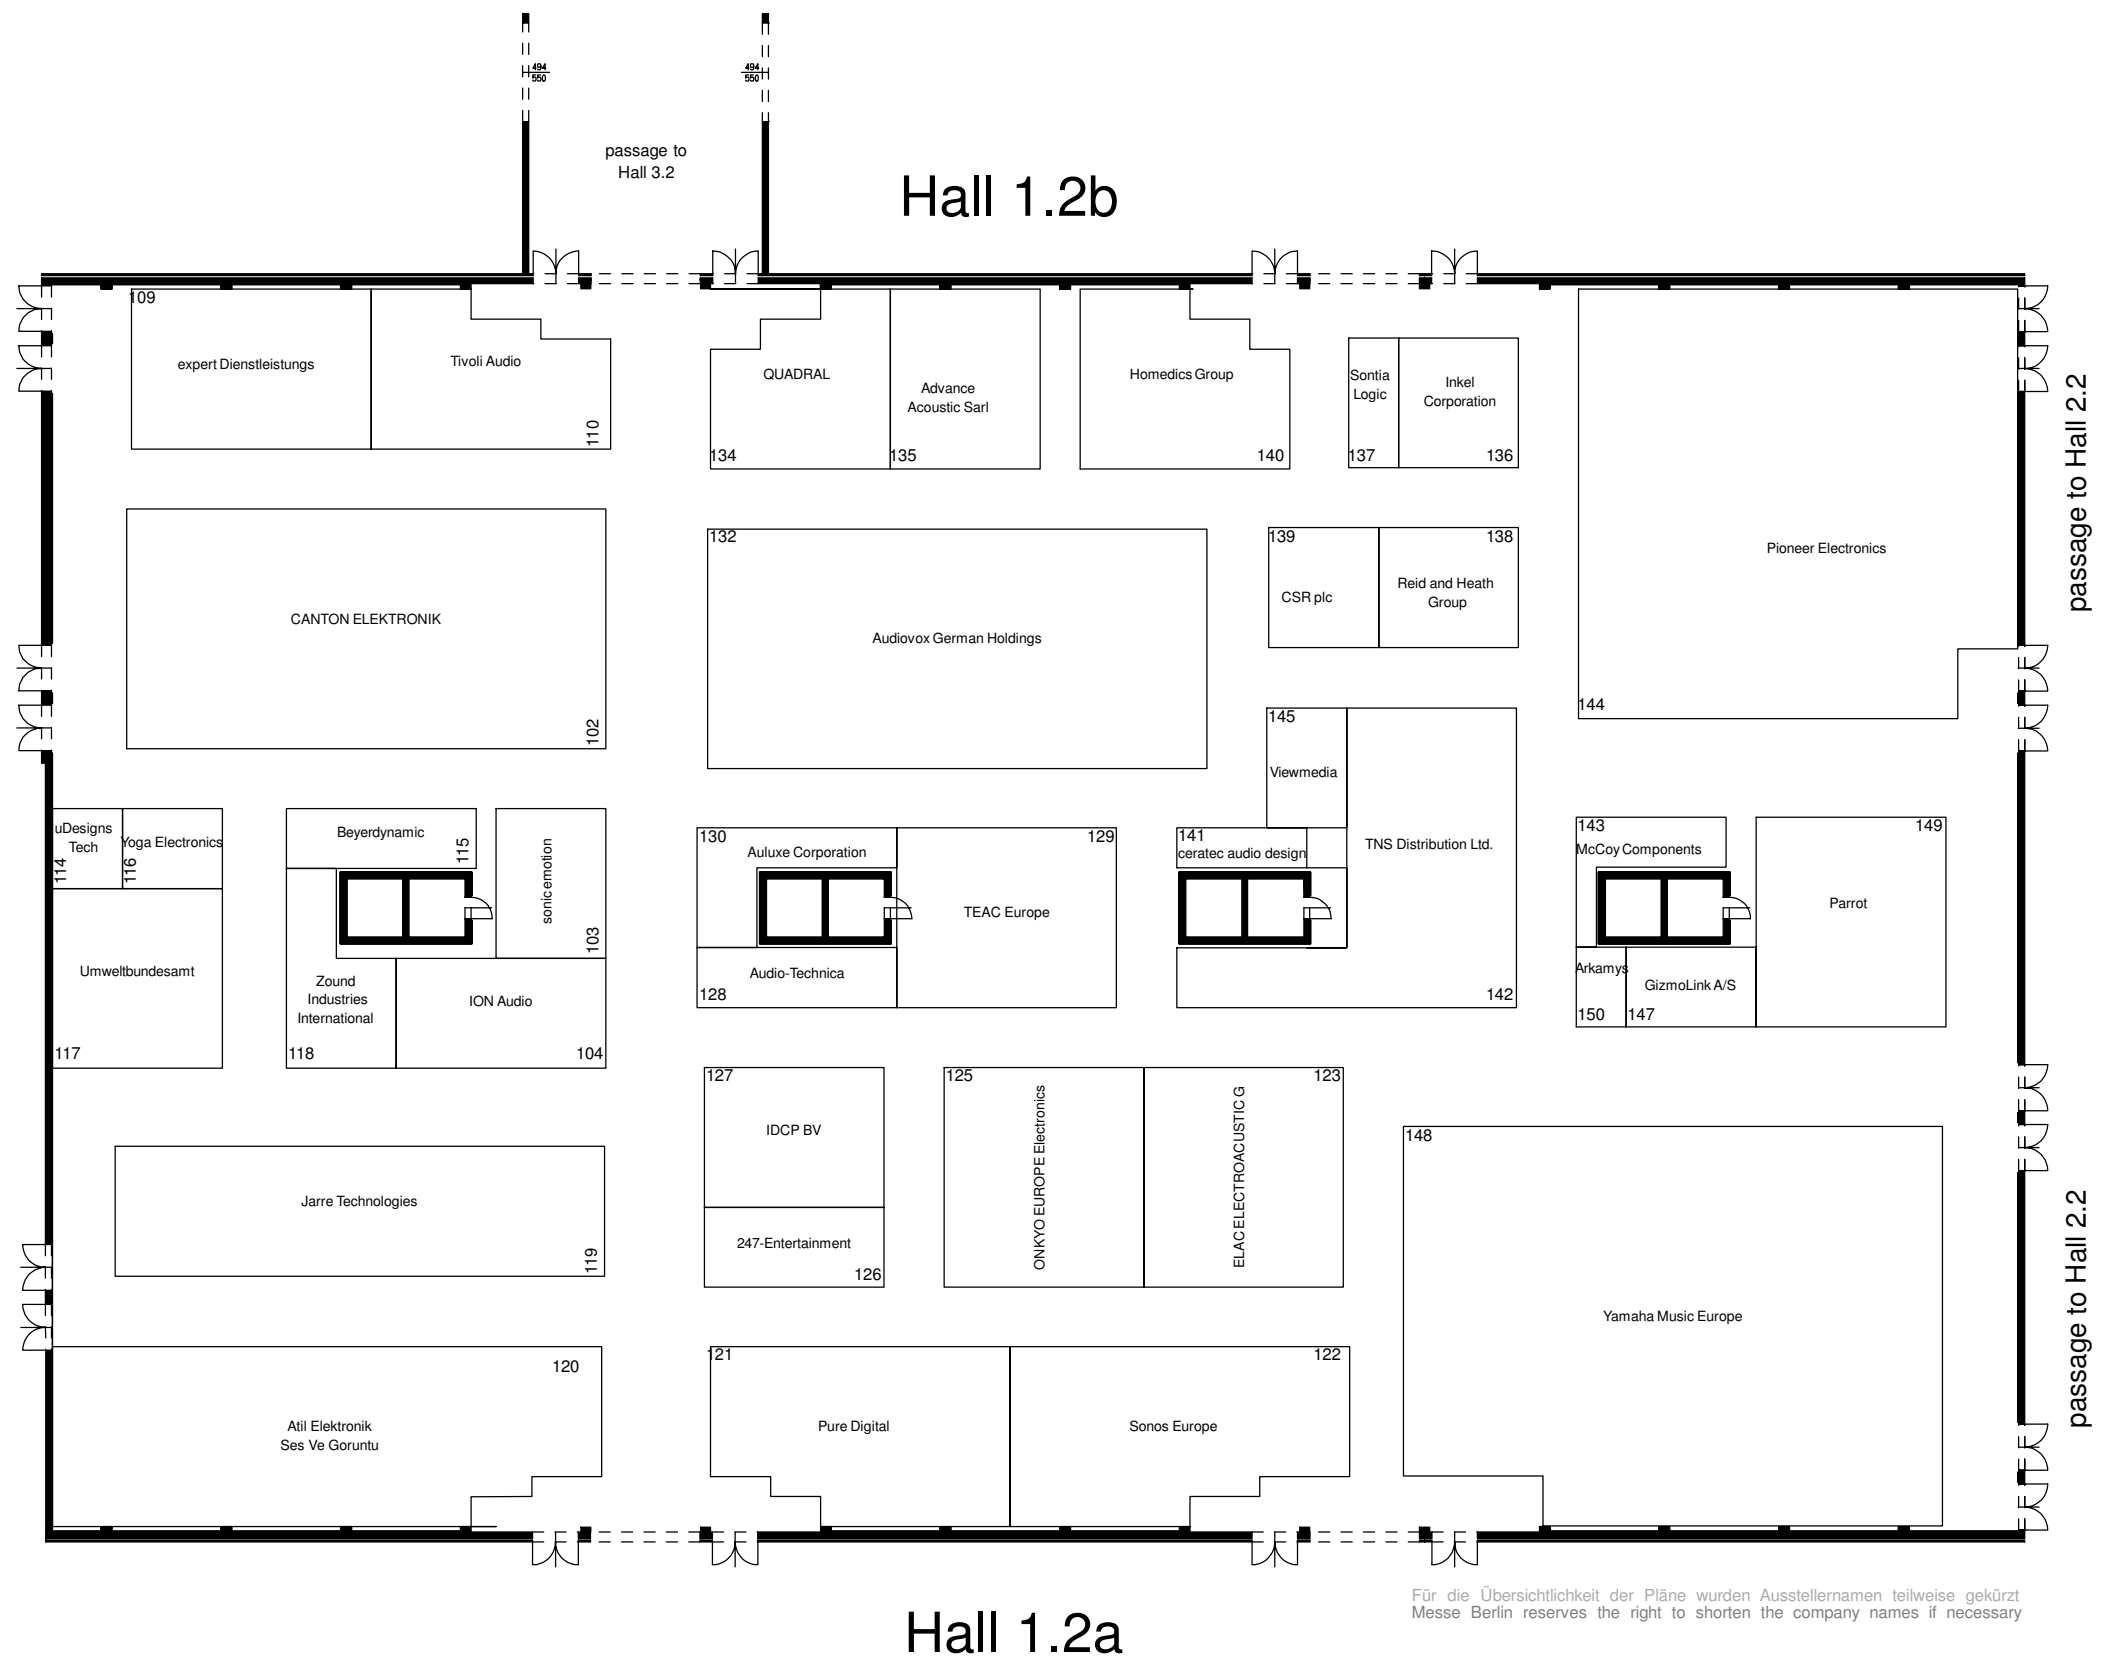 494
550
494
550
passage to
Hall 3.2
Hall 1.2b
109
expert Dienstleistungs
Tivoli Audio
110
QUADRAL
134
Advance
Acoustic Sarl
135
Homedics Group
140
Sontia
Logic
137
Inkel
Corporation
136
Pioneer Electronics
144
passage to Hall 2.2
CANTON ELEKTRONIK
102
132
Audiovox German Holdings
139
CSR plc
138
Reid and Heath
Group
145
Viewmedia
TNS Distribution Ltd.
142
141
ceratec audio design
uDesigns
Tech
114
Yoga Electronics
116
Umweltbundesamt
117
Beyerdynamic
115
sonic emotion
103
Zound
Industries
International
118
ION Audio
104
130
Auluxe Corporation
129
TEAC Europe
Audio-Technica
128
143
McCoy Components
149
Parrot
Arkamys
150
GizmoLink A/S
147
Jarre Technologies
119
127
IDCP BV
247-Entertainment
126
125
ONKYO EUROPE Electronics
123
ELAC ELECTROACUSTIC G
148
Yamaha Music Europe
passage to Hall 2.2
120
Atil Elektronik
Ses Ve Goruntu
121
Pure Digital
122
Sonos Europe
Für die Übersichtlichkeit der Pläne wurden Ausstellernamen teilweise gekürzt
Messe Berlin reserves the right to shorten the company names if necessary
Hall 1.2a